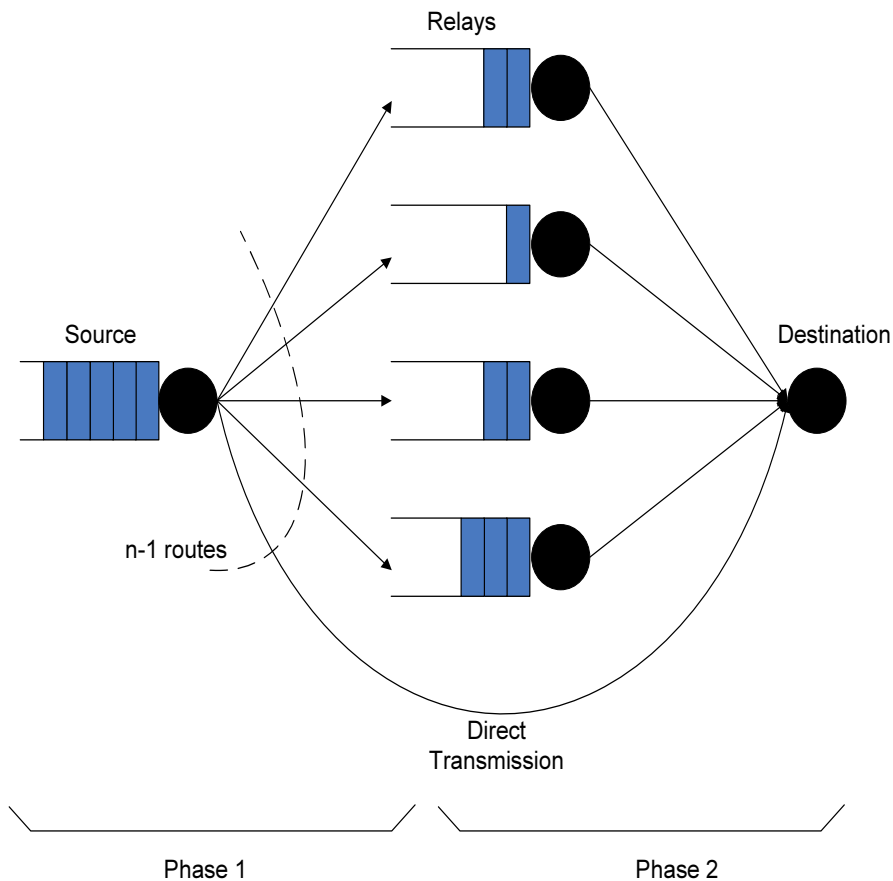 Relays
Source
Destination
n-1 routes
Direct
Transmission
Phase 1
Phase 2